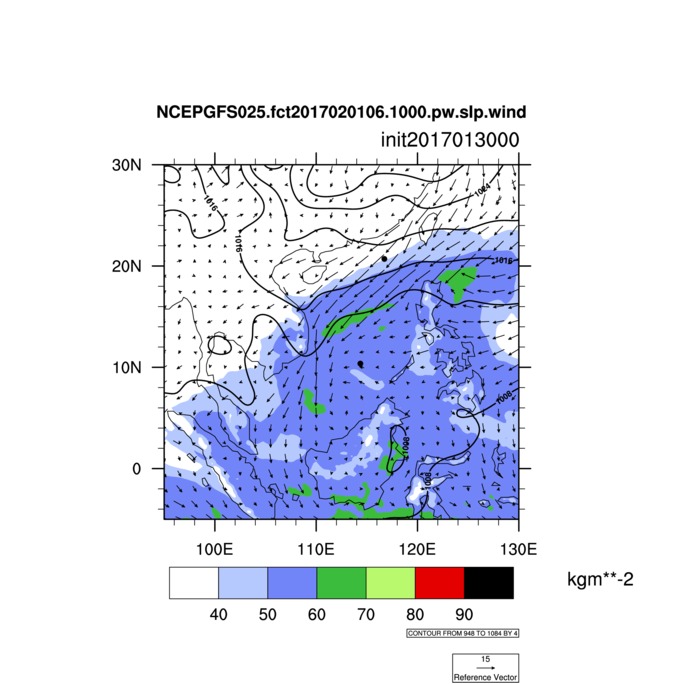 NCEPGFS025.fct2017020106.1000.pw.slp.wind
init2017013000
30N
20N
10N
0
100E 110E 120E 130E
1016
1024
1016
1016
1008
1008
1008
kgm**-2
40 50 60 70 80 90
CONTOUR FROM 948 TO 1084 BY 4
15
Reference Vector